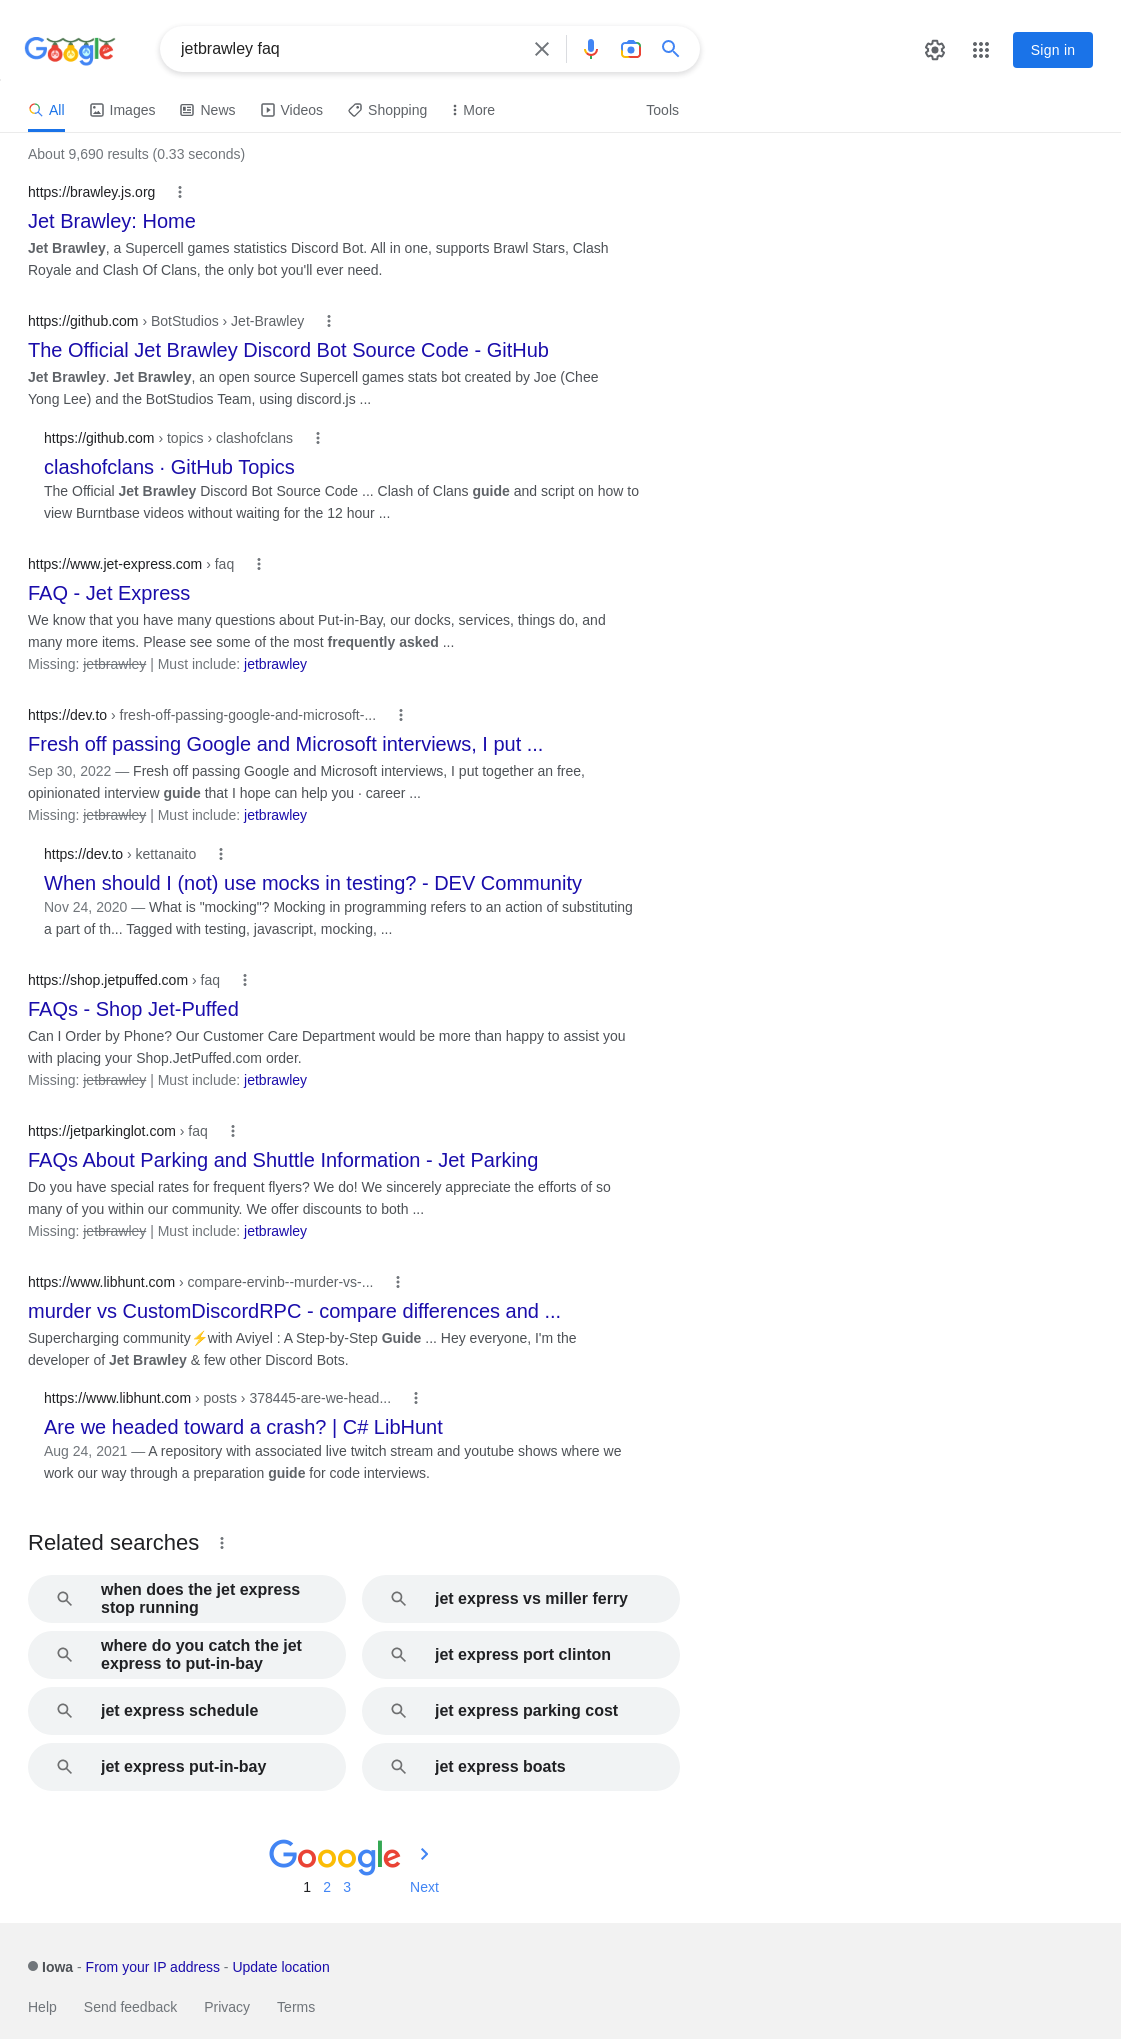 Google
jetbrawley faq
Sign in
All
Images
News
Videos
Shopping
More
Tools
About 9,690 results (0.33 seconds)
https://brawley.js.org
Jet Brawley: Home
Jet Brawley, a Supercell games statistics Discord Bot. All in one, supports Brawl Stars, Clash
Royale and Clash Of Clans, the only bot you'll ever need.
https://github.com › BotStudios › Jet-Brawley
The Official Jet Brawley Discord Bot Source Code - GitHub
Jet Brawley. Jet Brawley, an open source Supercell games stats bot created by Joe (Chee
Yong Lee) and the BotStudios Team, using discord.js ...
https://github.com › topics › clashofclans
clashofclans · GitHub Topics
The Official Jet Brawley Discord Bot Source Code ... Clash of Clans guide and script on how to
view Burntbase videos without waiting for the 12 hour ...
https://www.jet-express.com › faq
FAQ - Jet Express
We know that you have many questions about Put-in-Bay, our docks, services, things do, and
many more items. Please see some of the most frequently asked ...
Missing: jetbrawley | Must include: jetbrawley
https://dev.to › fresh-off-passing-google-and-microsoft-...
Fresh off passing Google and Microsoft interviews, I put ...
Sep 30, 2022 — Fresh off passing Google and Microsoft interviews, I put together an free,
opinionated interview guide that I hope can help you · career ...
Missing: jetbrawley | Must include: jetbrawley
https://dev.to › kettanaito
When should I (not) use mocks in testing? - DEV Community
Nov 24, 2020 — What is "mocking"? Mocking in programming refers to an action of substituting
a part of th... Tagged with testing, javascript, mocking, ...
https://shop.jetpuffed.com › faq
FAQs - Shop Jet-Puffed
Can I Order by Phone? Our Customer Care Department would be more than happy to assist you
with placing your Shop.JetPuffed.com order.
Missing: jetbrawley | Must include: jetbrawley
https://jetparkinglot.com › faq
FAQs About Parking and Shuttle Information - Jet Parking
Do you have special rates for frequent flyers? We do! We sincerely appreciate the efforts of so
many of you within our community. We offer discounts to both ...
Missing: jetbrawley | Must include: jetbrawley
https://www.libhunt.com › compare-ervinb--murder-vs-...
murder vs CustomDiscordRPC - compare differences and ...
Supercharging community⚡with Aviyel : A Step-by-Step Guide ... Hey everyone, I'm the
developer of Jet Brawley & few other Discord Bots.
https://www.libhunt.com › posts › 378445-are-we-head...
Are we headed toward a crash? | C# LibHunt
Aug 24, 2021 — A repository with associated live twitch stream and youtube shows where we
work our way through a preparation guide for code interviews.
Related searches
when does the jet express
stop running
jet express vs miller ferry
where do you catch the jet
express to put-in-bay
jet express port clinton
jet express schedule
jet express parking cost
jet express put-in-bay
jet express boats
Gooogle
1 2 3 Next
Iowa - From your IP address - Update location
Help Send feedback Privacy Terms